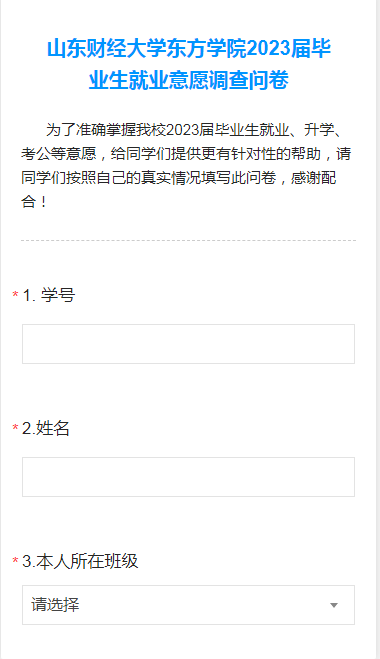 山东财经大学东方学院2023届毕
业生就业意愿调查问卷
为了准确掌握我校2023届毕业生就业、升学、
考公等意愿，给同学们提供更有针对性的帮助，请
同学们按照自己的真实情况填写此问卷，感谢配
合！
* 1. 学号
* 2.姓名
* 3.本人所在班级
请选择